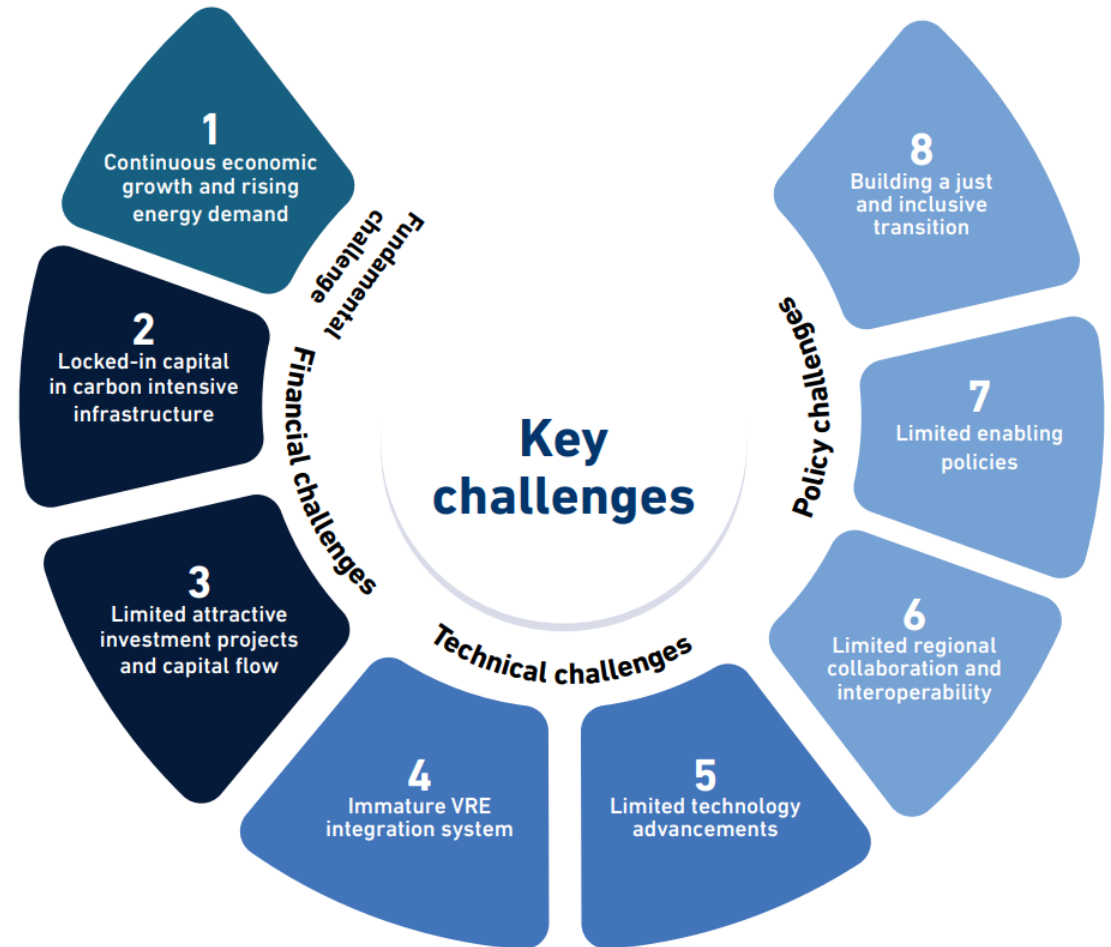 Key
challenges
Fundamental
challenge
1
Continuous economic
growth and rising
energy demand
Financial challenges
2
Locked-in capital
in carbon intensive
infrastructure
3
Limited attractive
investment projects
and capital flow
Technical challenges
4
Immature VRE
integration system
5
Limited technology
advancements
Policy challenges
6
Limited regional
collaboration and
interoperability
7
Limited enabling
policies
8
Building a just
and inclusive
transition